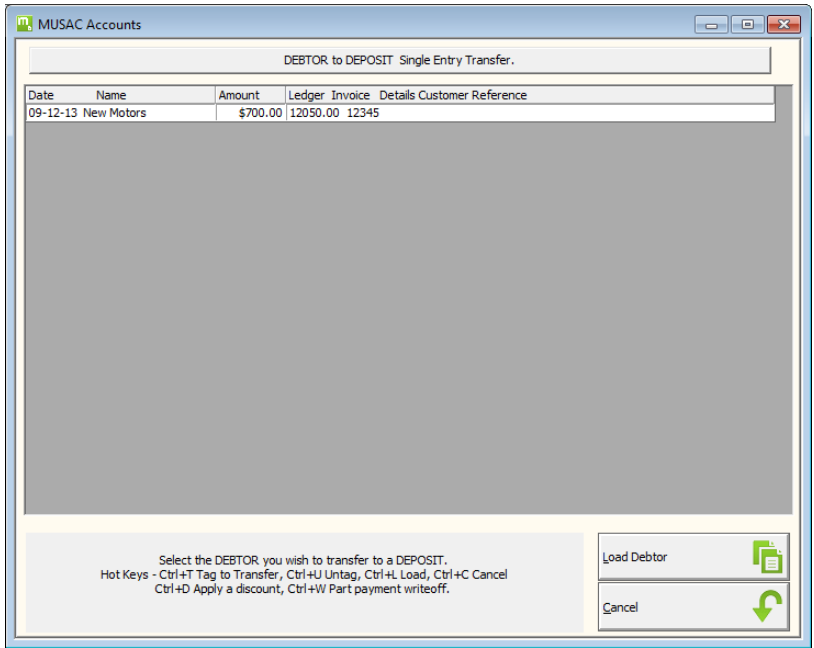 MUSAC Accounts
DEBTOR to DEPOSIT Single Entry Transfer.
Date Name Amount Ledger Invoice Details Customer Reference
09-12-13 New Motors $700.00 12050.00 12345
Select the DEBTOR you wish to transfer to a DEPOSIT.
Hot Keys - Ctrl+T Tag to Transfer, Ctrl+U Untag, Ctrl+L Load, Ctrl+C Cancel
Ctrl+D Apply a discount, Ctrl+W Part payment writeoff.
Load Debtor
Cancel